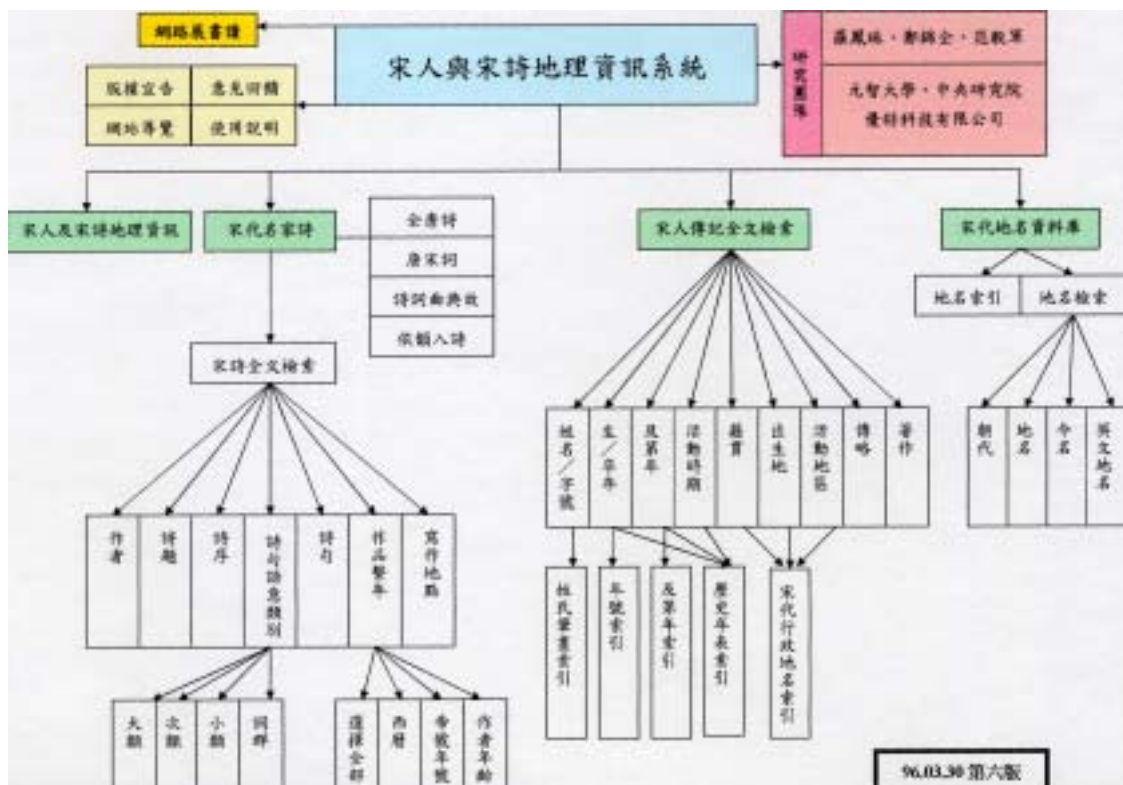 網路展書讀
宋人與宋詩地理資訊系統
研究團隊
羅鳳珠、鄭錦全、范毅軍
元智大學、中央研究院
優特科技有限公司
版權宣告
意見回饋
網站導覽
使用說明
宋人及宋詩地理資訊
宋代名家詩
宋人傳記全文檢索
宋代地名資料庫
全唐詩
唐宋詞
詩詞曲典故
依韻入詩
地名索引
地名檢索
宋詩全文檢索
姓名/字號
生/卒年
及第年
活動時期
籍貫
出生地
活動地區
傳略
著作
朝代
地名
今名
英文地名
作者
詩題
詩序
詩句語意類別
詩句
作品繫年
寫作地點
姓氏筆畫索引
年號索引
及第年索引
歷史年表索引
宋代行政地名索引
大類
次類
小類
詞群
選擇全部
西曆
帝號年號
作者年齡
96.03.30 第六版